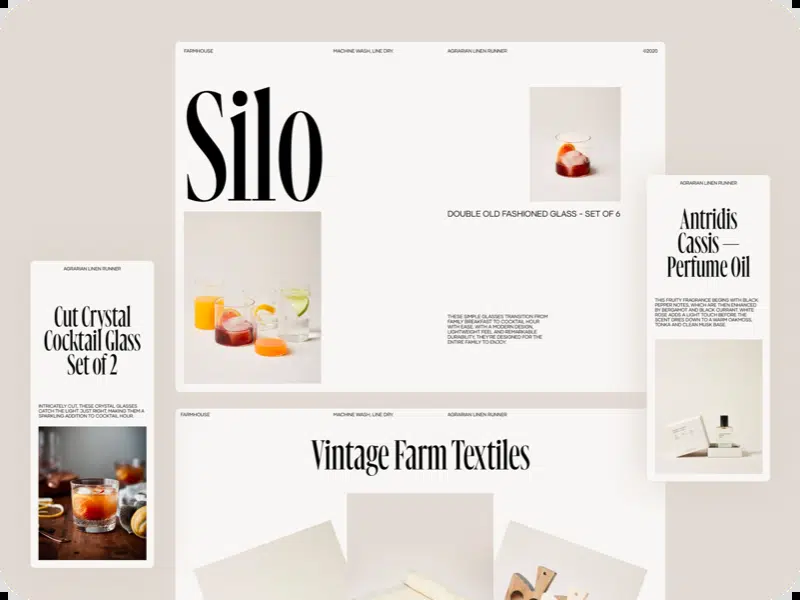 FARMHOUSE
MACHINE WASH, LINE DRY.
AGRARIAN LINEN RUNNER
©2025
Silo
DOUBLE OLD FASHIONED GLASS - SET OF 6
THESE SIMPLE GLASSES TRANSITION FROM
FAMILY BREAKFAST TO COCKTAIL HOUR
WITH EASE. WITH A MODERN DESIGN,
LIGHTWEIGHT FEEL AND REMARKABLE
DURABILITY, THEY'RE DESIGNED FOR THE
ENTIRE FAMILY TO ENJOY.
AGRARIAN LINEN RUNNER
Antridis
Cassis —
Perfume Oil
THIS FRUITY FRAGRANCE BEGINS WITH BLACK
PEPPER NOTES, WHICH ARE THEN ENHANCED
BY BERGAMOT AND BLACK CURRANT. WHITE
ROSE ADDS A LIGHT TOUCH BEFORE THE
SCENT DRIES DOWN TO A WARM OAKMOSS,
TONKA AND CLEAN MUSK BASE.
AGRARIAN LINEN RUNNER
Cut Crystal
Cocktail Glass
Set of 2
INTRICATELY CUT, THESE CRYSTAL GLASSES
CATCH THE LIGHT JUST RIGHT, MAKING THEM A
SPARKLING ADDITION TO COCKTAIL HOUR.
FARMHOUSE
MACHINE WASH, LINE DRY.
AGRARIAN LINEN RUNNER
Vintage Farm Textiles